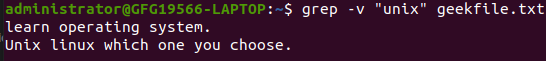 administrator@GFG19566-LAPTOP:~$ grep -v "unix" geekfile.txt
learn operating system.
Unix linux which one you choose.